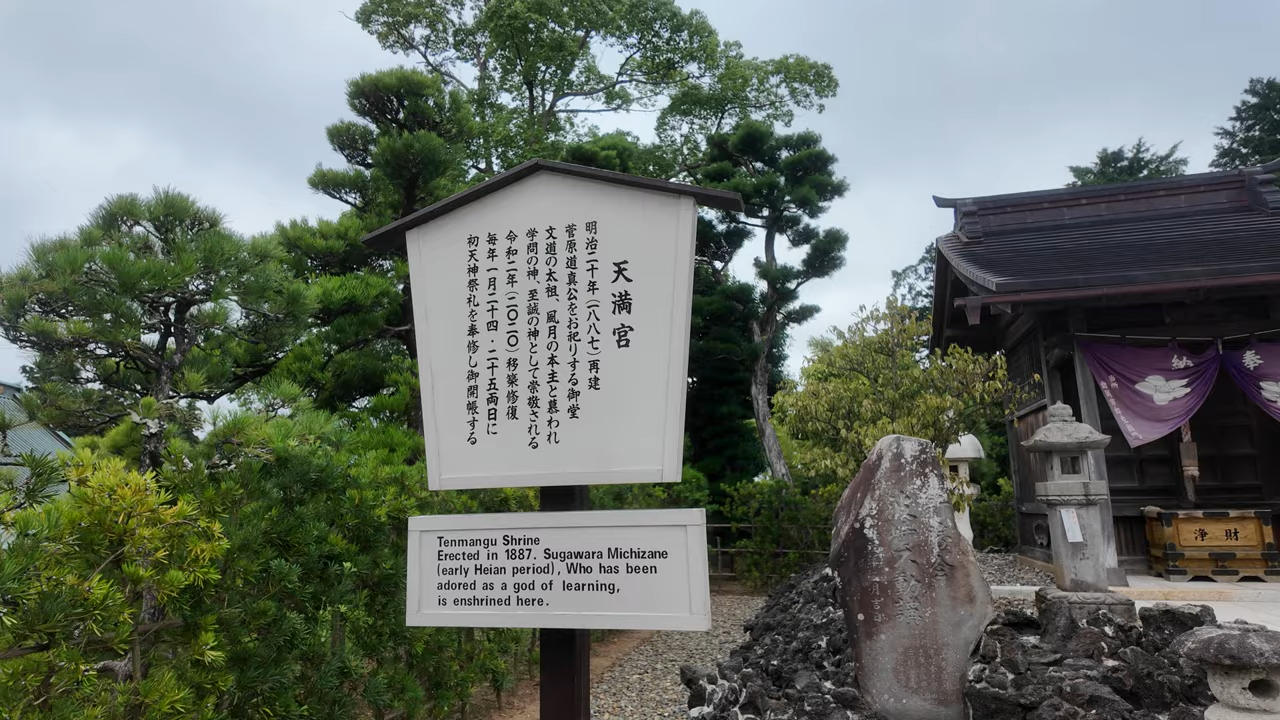 天満宮
明治二十年(一八八七)再建
菅原道真公をお祀りする御堂
文道の太祖、風月の本主と慕われ
学問の神、至誠の神として崇敬される
令和二年(二〇二〇)移築修復
毎年一月二十四・二十五両日に
初天神祭礼を奉修し御開帳する
Tenmangu Shrine
Erected in 1887. Sugawara Michizane
(early Heian period), Who has been
adored as a god of learning,
is enshrined here.
納
奉
浄財